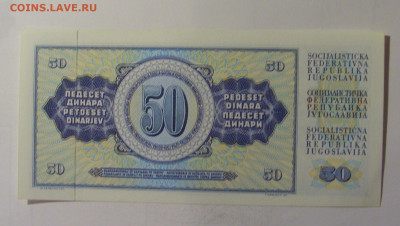 COINS.ЛАVE.RU
50
ПЕДЕСЕТ
ДИНАРА
PETDESET
DINARJEV
50
50
PEDESET
DINARA
ПЕДЕСЕТ
ДИНАРИ
50
SOCIJALISTIČKA
FEDERATIVNA
REPUBLIKA
JUGOSLAVIJA
СОЦИЈАЛИСТИЧКА
ФЕДЕРАТИВНА
РЕПУБЛИКА
ЈУГОСЛАВИЈА
SOCIALISTIČNA
FEDERATIVNA
REPUBLIKA
JUGOSLAVIJA
50